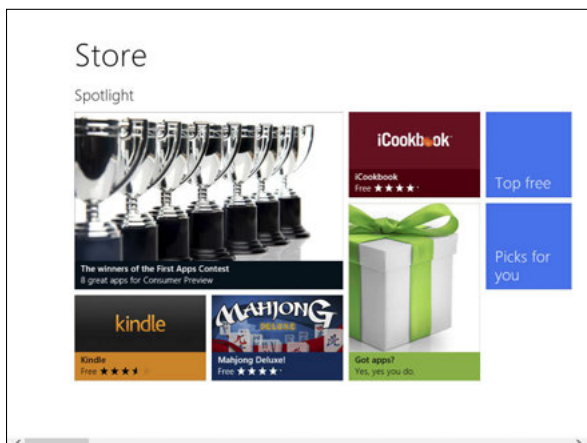 Store
Spotlight
The winners of the First Apps Contest
8 great apps for Consumer Preview
iCookbook
iCookbook
Free
Top free
Picks for
you
kindle
Kindle
Free
MAHJONG
DELUXE
Mahjong Deluxe!
Free
Got apps?
Yes, yes you do.